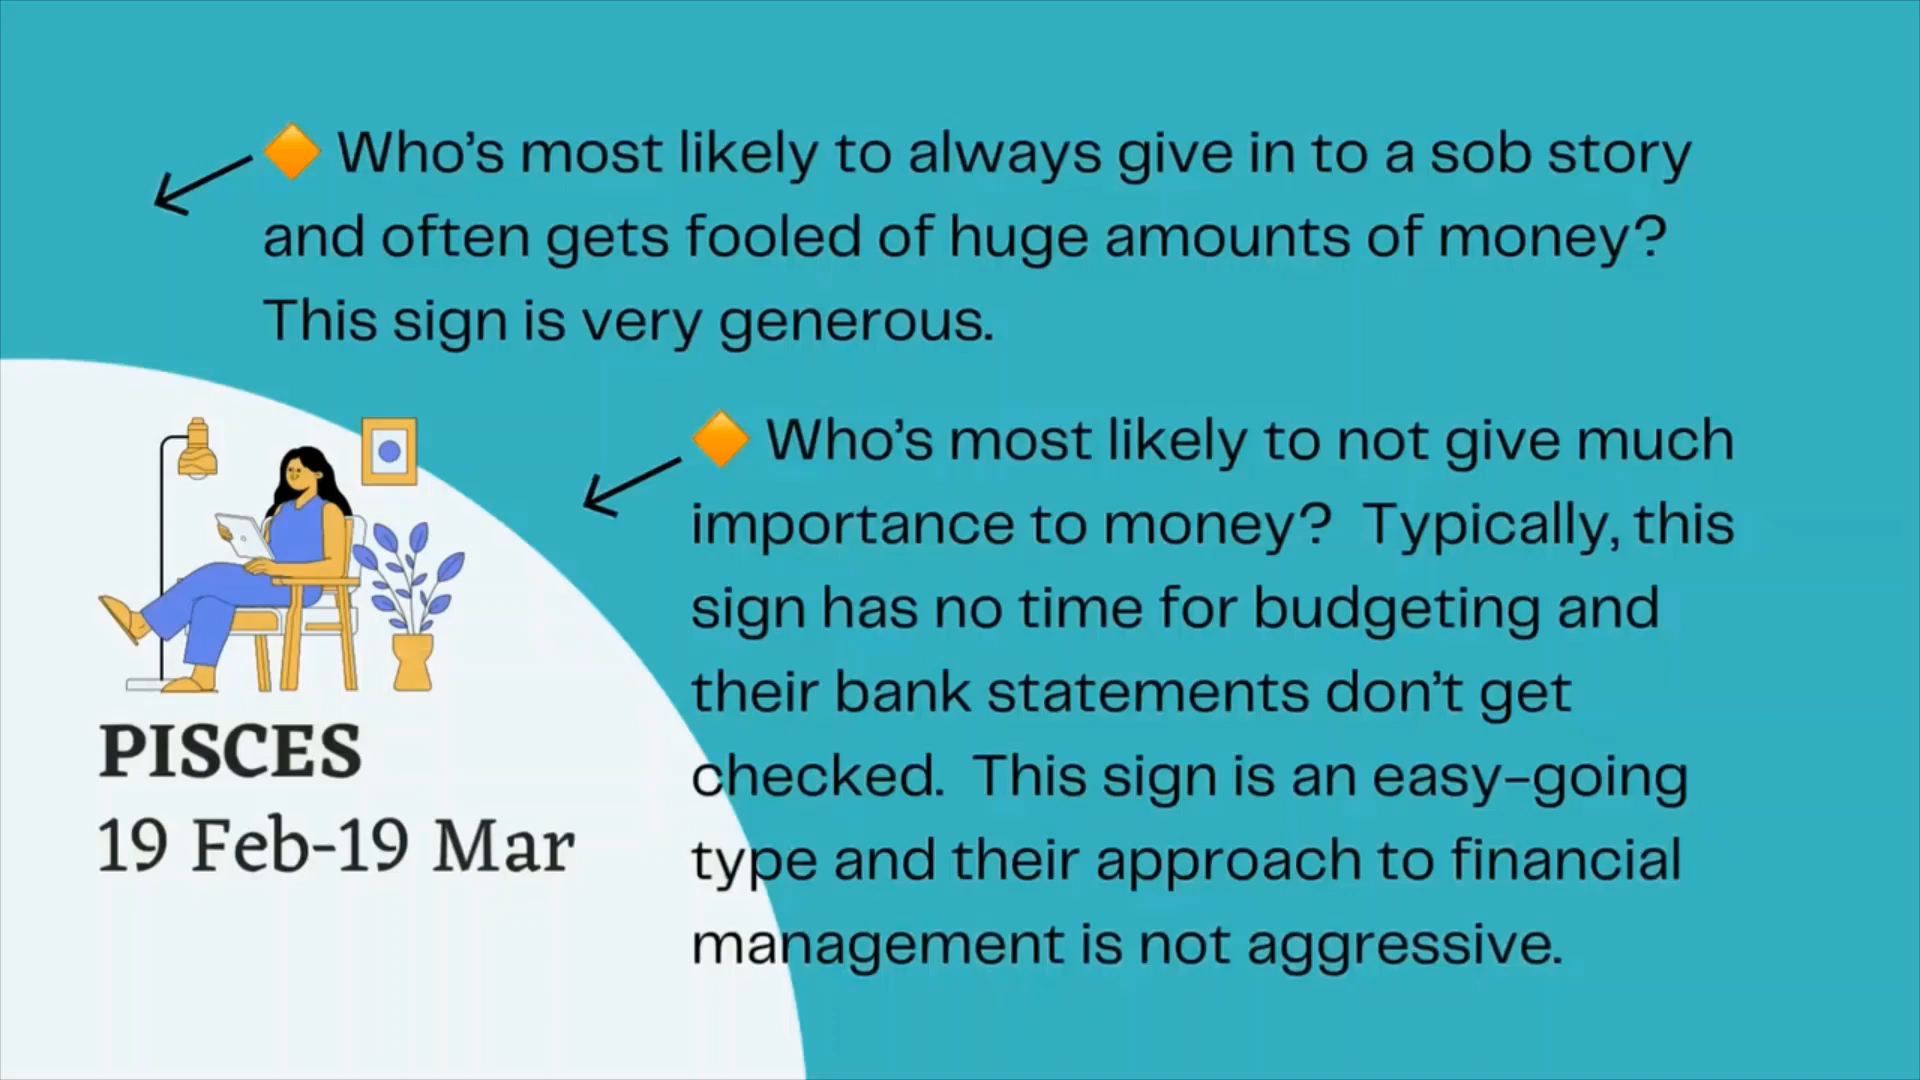 🔶 Who's most likely to always give in to a sob story
and often gets fooled of huge amounts of money?
This sign is very generous.
🔶 Who's most likely to not give much
importance to money?  Typically, this
sign has no time for budgeting and
their bank statements don't get
checked.  This sign is an easy-going
type and their approach to financial
management is not aggressive.
PISCES
19 Feb-19 Mar